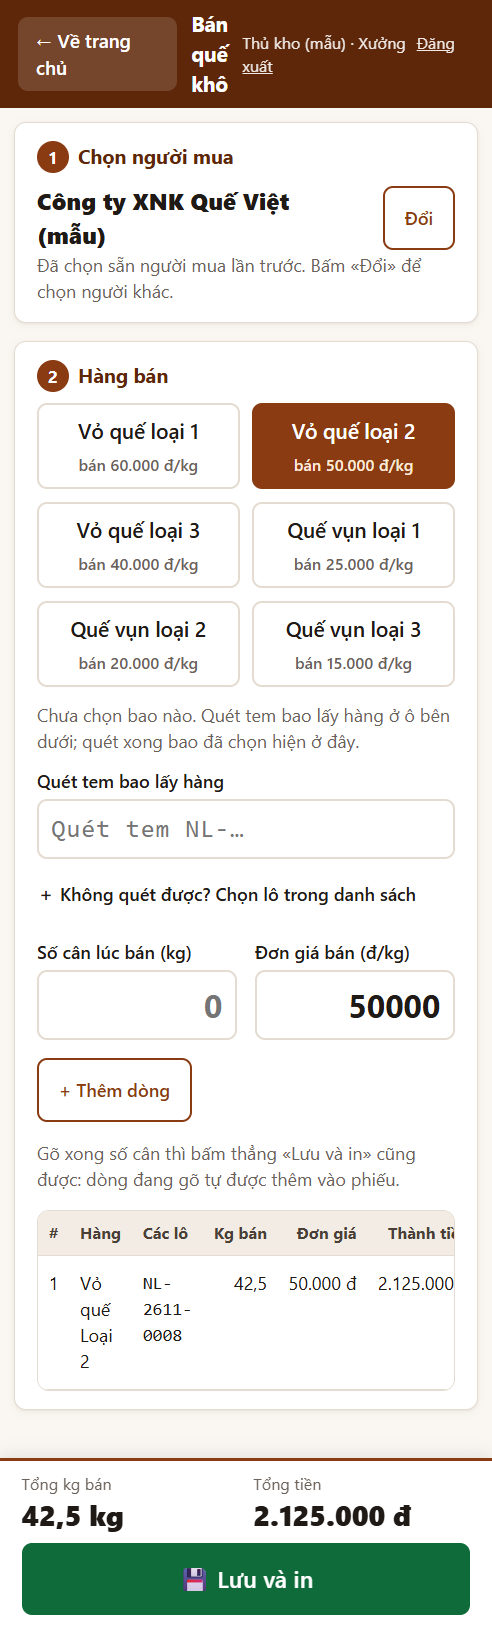 ← Về trang chủ
Bán quế khô
Thủ kho (mẫu) · Xưởng Đăng xuất
1 Chọn người mua
Công ty XNK Quế Việt (mẫu)
Đổi
Đã chọn sẵn người mua lần trước. Bấm «Đổi» để chọn người khác.
2 Hàng bán
Vỏ quế loại 1
bán 60.000 đ/kg
Vỏ quế loại 2
bán 50.000 đ/kg
Vỏ quế loại 3
bán 40.000 đ/kg
Quế vụn loại 1
bán 25.000 đ/kg
Quế vụn loại 2
bán 20.000 đ/kg
Quế vụn loại 3
bán 15.000 đ/kg
Chưa chọn bao nào. Quét tem bao lấy hàng ở ô bên dưới; quét xong bao đã chọn hiện ở đây.
Quét tem bao lấy hàng
Quét tem NL-…
+ Không quét được? Chọn lô trong danh sách
Số cân lúc bán (kg) Đơn giá bán (đ/kg)
0 50000
+ Thêm dòng
Gõ xong số cân thì bấm thẳng «Lưu và in» cũng được: dòng đang gõ tự được thêm vào phiếu.
# Hàng Các lô Kg bán Đơn giá Thành
1 Vỏ quế Loại 2 NL-2611-0008 42,5 50.000 đ 2.125.000
Tổng kg bán Tổng tiền
42,5 kg 2.125.000 đ
Lưu và in